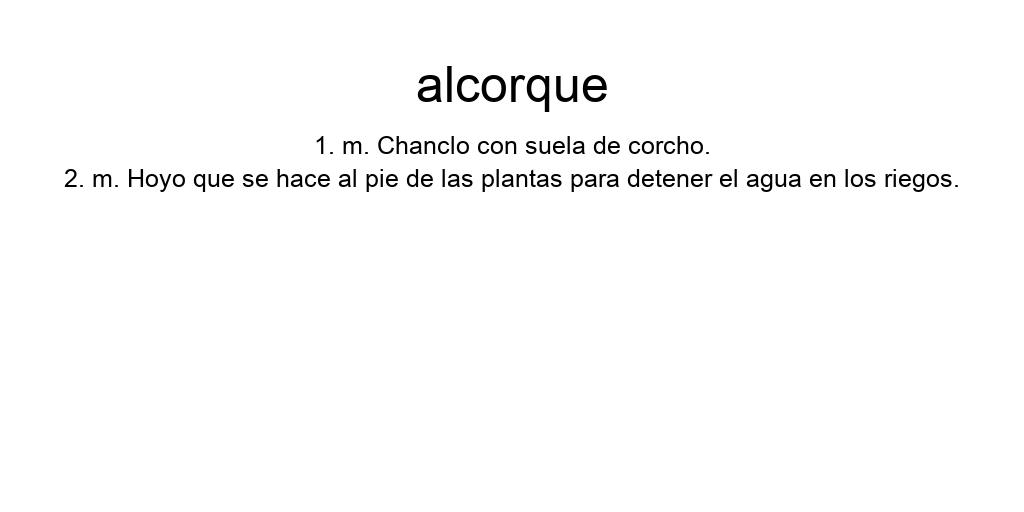 alcorque
1. m. Chanclo con suela de corcho.
2. m. Hoyo que se hace al pie de las plantas para detener el agua en los riegos.